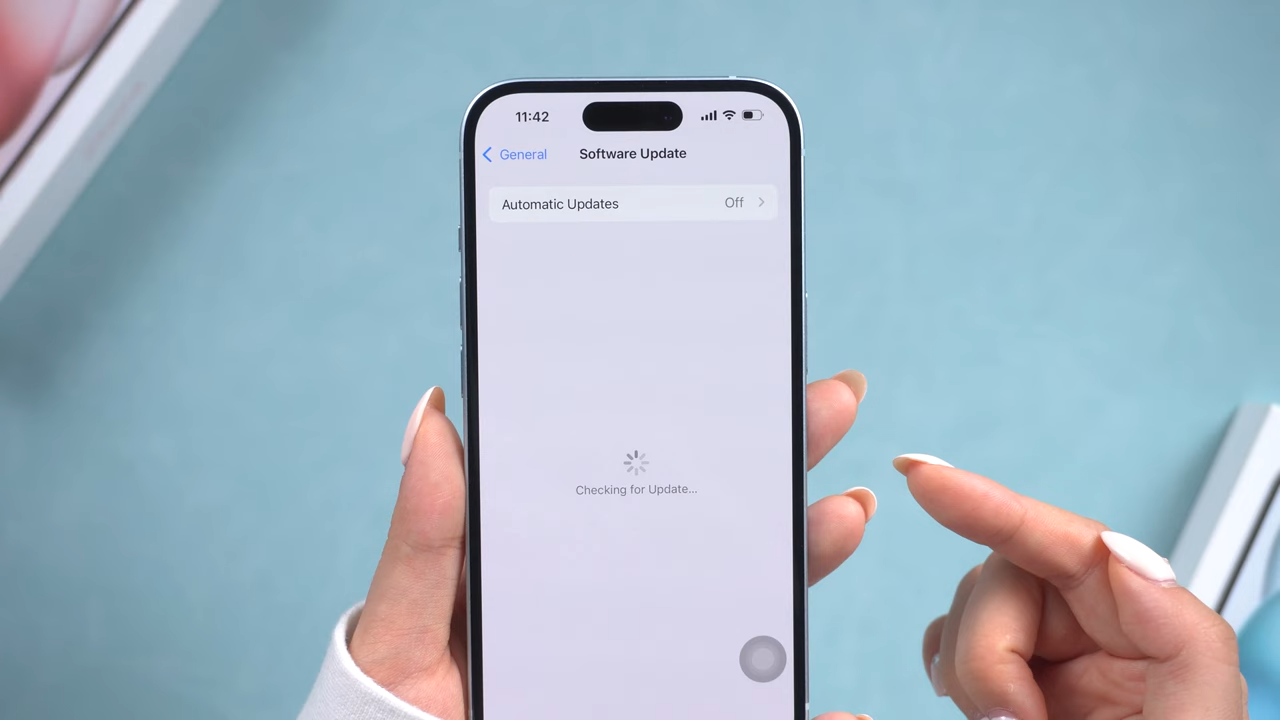 11:42
General
Software Update
Automatic Updates Off
Checking for Update...